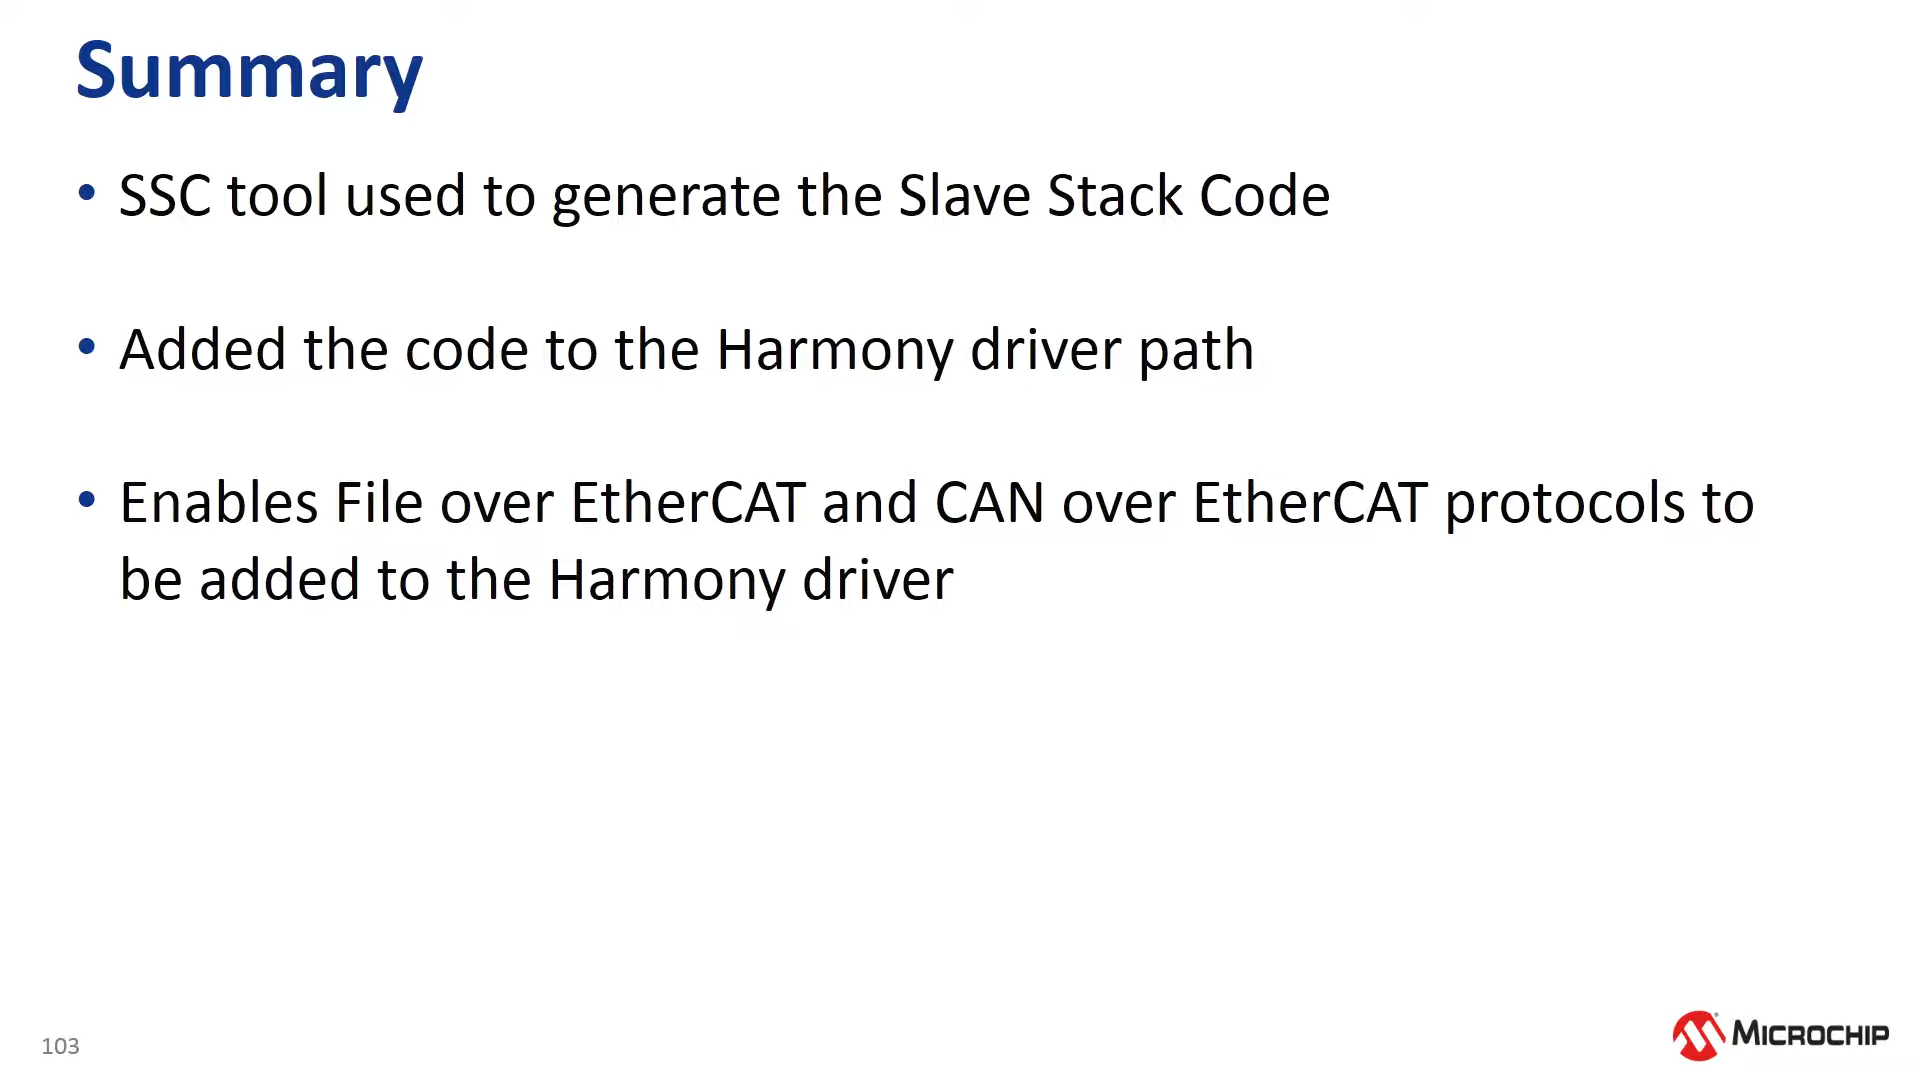 Summary
• SSC tool used to generate the Slave Stack Code
• Added the code to the Harmony driver path
• Enables File over EtherCAT and CAN over EtherCAT protocols to
be added to the Harmony driver
103
MICROCHIP